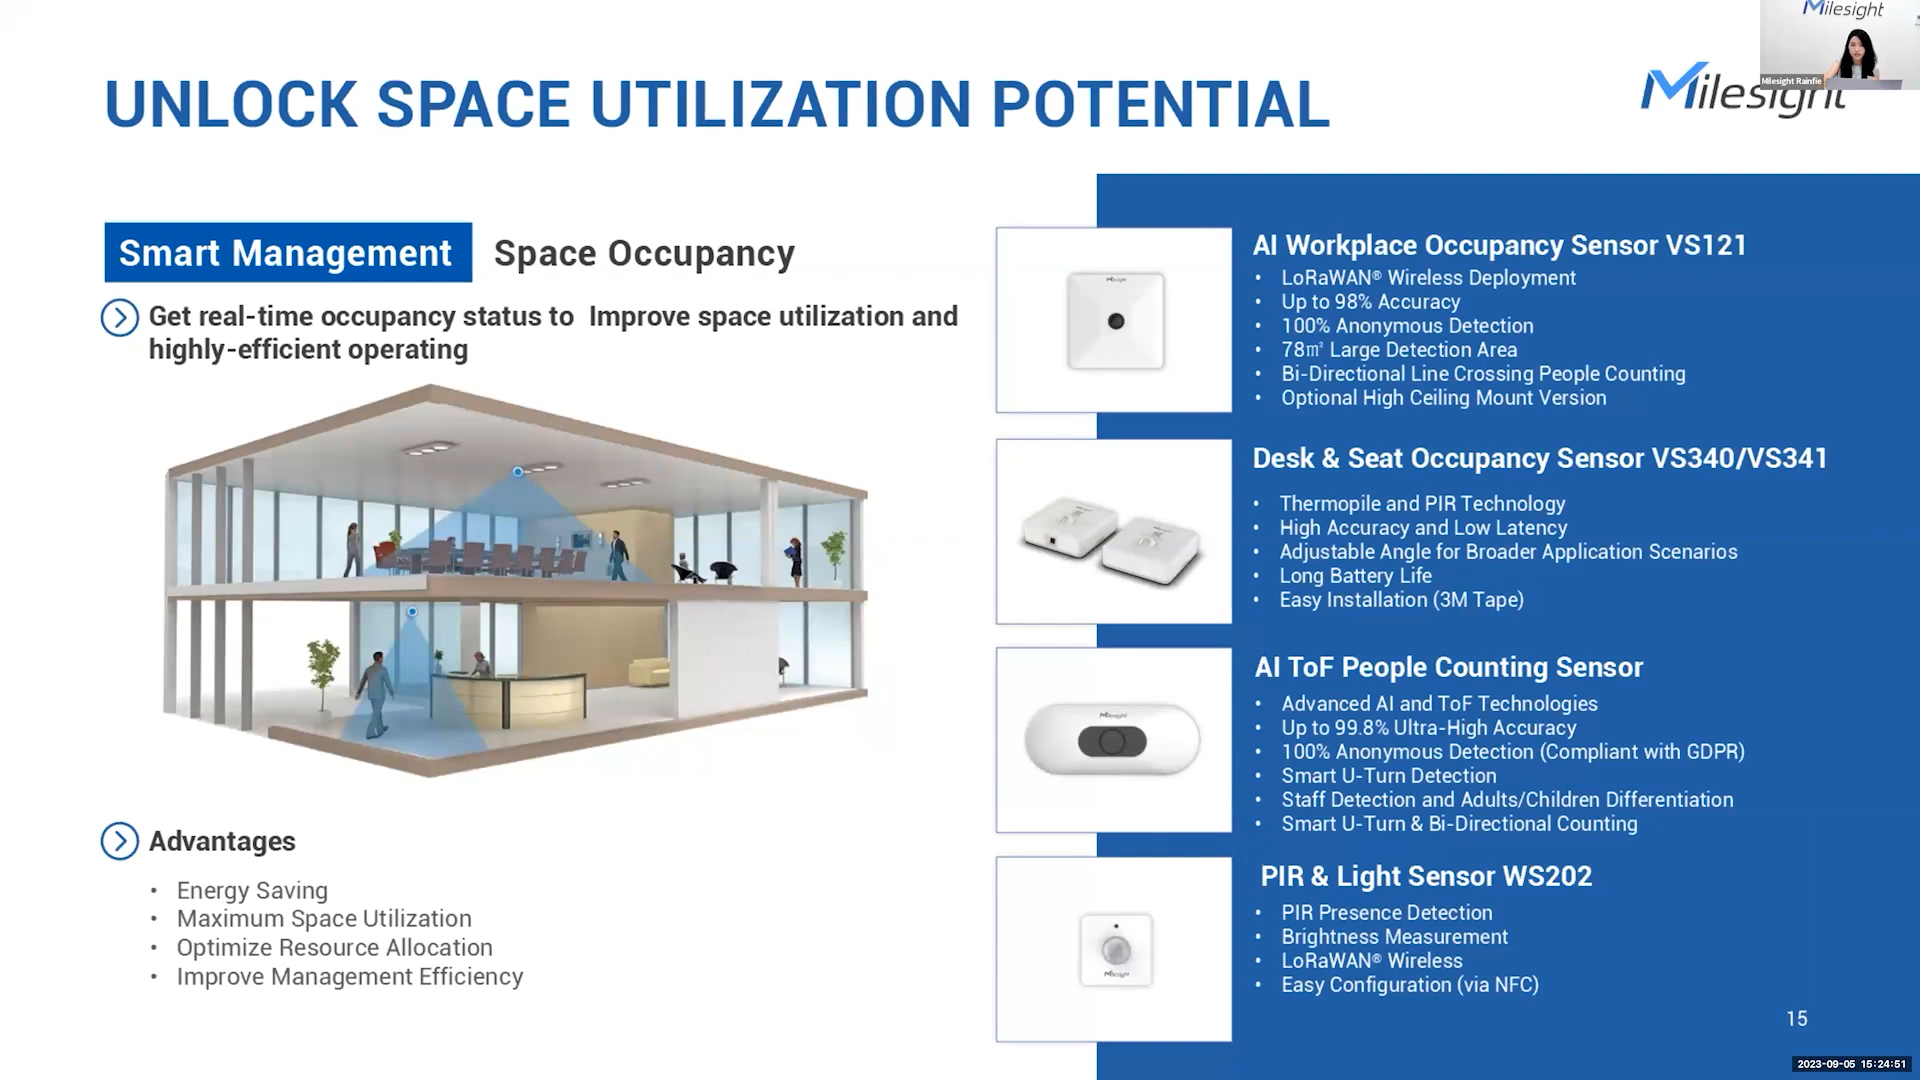 Milesight
Milesight Rainfie
UNLOCK SPACE UTILIZATION POTENTIAL
Milesight
Smart Management Space Occupancy
Get real-time occupancy status to Improve space utilization and
highly-efficient operating
Advantages
• Energy Saving
• Maximum Space Utilization
• Optimize Resource Allocation
• Improve Management Efficiency
Milesight
AI Workplace Occupancy Sensor VS121
• LoRaWAN® Wireless Deployment
• Up to 98% Accuracy
• 100% Anonymous Detection
• 78㎡ Large Detection Area
• Bi-Directional Line Crossing People Counting
• Optional High Ceiling Mount Version
Desk & Seat Occupancy Sensor VS340/VS341
• Thermopile and PIR Technology
• High Accuracy and Low Latency
• Adjustable Angle for Broader Application Scenarios
• Long Battery Life
• Easy Installation (3M Tape)
Milesight
AI ToF People Counting Sensor
• Advanced AI and ToF Technologies
• Up to 99.8% Ultra-High Accuracy
• 100% Anonymous Detection (Compliant with GDPR)
• Smart U-Turn Detection
• Staff Detection and Adults/Children Differentiation
• Smart U-Turn & Bi-Directional Counting
Milesight
PIR & Light Sensor WS202
• PIR Presence Detection
• Brightness Measurement
• LoRaWAN® Wireless
• Easy Configuration (via NFC)
15
2023-09-05 15:24:51